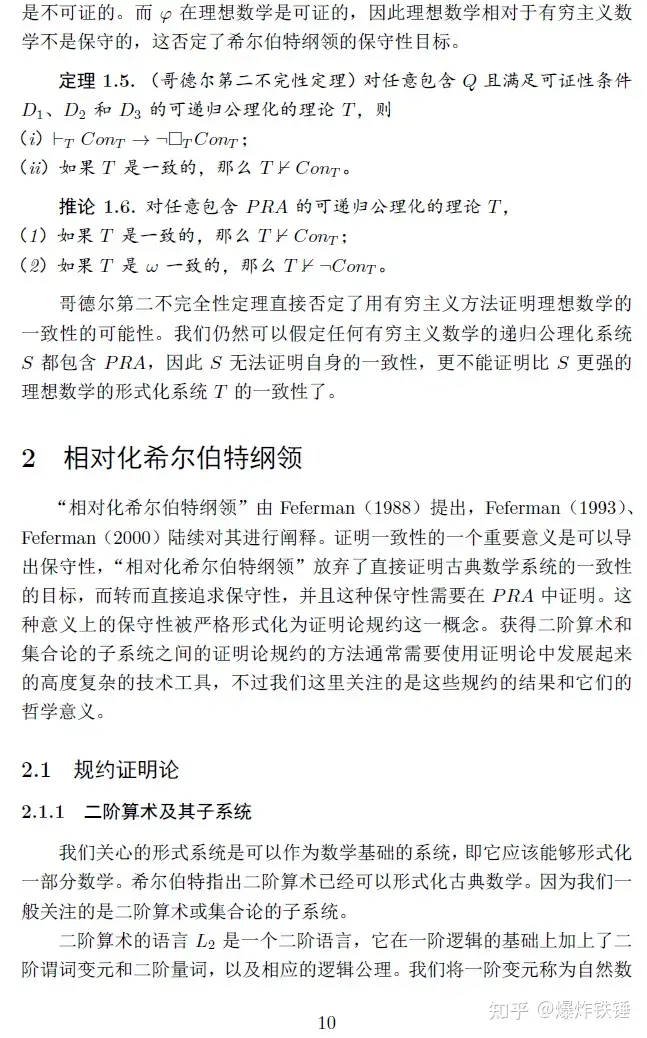 是不可证的。而 φ 在理想数学是可证的，因此理想数学相对于有穷主义数
学不是保守的，这否定了希尔伯特纲领的保守性目标。
定理 1.5.（哥德尔第二不完性定理）对任意包含 Q 且满足可证性条件
D₁、D₂ 和 D₃ 的可递归公理化的理论 T，则
(i) ⊢_T Con_T → ¬□_T Con_T；
(ii) 如果 T 是一致的，那么 T ⊬ Con_T。
推论 1.6. 对任意包含 PRA 的可递归公理化的理论 T，
(1) 如果 T 是一致的，那么 T ⊬ Con_T；
(2) 如果 T 是 ω 一致的，那么 T ⊬ ¬Con_T。
哥德尔第二不完全性定理直接否定了用有穷主义方法证明理想数学的
一致性的可能性。我们仍然可以假定任何有穷主义数学的递归公理化系统
S 都包含 PRA，因此 S 无法证明自身的一致性，更不能证明比 S 更强的
理想数学的形式化系统 T 的一致性了。
2 相对化希尔伯特纲领
“相对化希尔伯特纲领”由 Feferman（1988）提出，Feferman（1993）、
Feferman（2000）陆续对其进行阐释。证明一致性的一个重要意义是可以导
出保守性，“相对化希尔伯特纲领”放弃了直接证明古典数学系统的一致性
的目标，而转而直接追求保守性，并且这种保守性需要在 PRA 中证明。这
种意义上的保守性被严格形式化为证明论规约这一概念。获得二阶算术和
集合论的子系统之间的证明论规约的方法通常需要使用证明论中发展起来
的高度复杂的技术工具，不过我们这里关注的是这些规约的结果和它们的
哲学意义。
2.1 规约证明论
2.1.1 二阶算术及其子系统
我们关心的形式系统是可以作为数学基础的系统，即它应该能够形式化
一部分数学。希尔伯特指出二阶算术已经可以形式化古典数学。因为我们一
般关注的是二阶算术或集合论的子系统。
二阶算术的语言 L₂ 是一个二阶语言，它在一阶逻辑的基础上加上了二
阶谓词变元和二阶量词，以及相应的逻辑公理。我们将一阶变元称为自然数
10
知乎 @爆炸铁锤